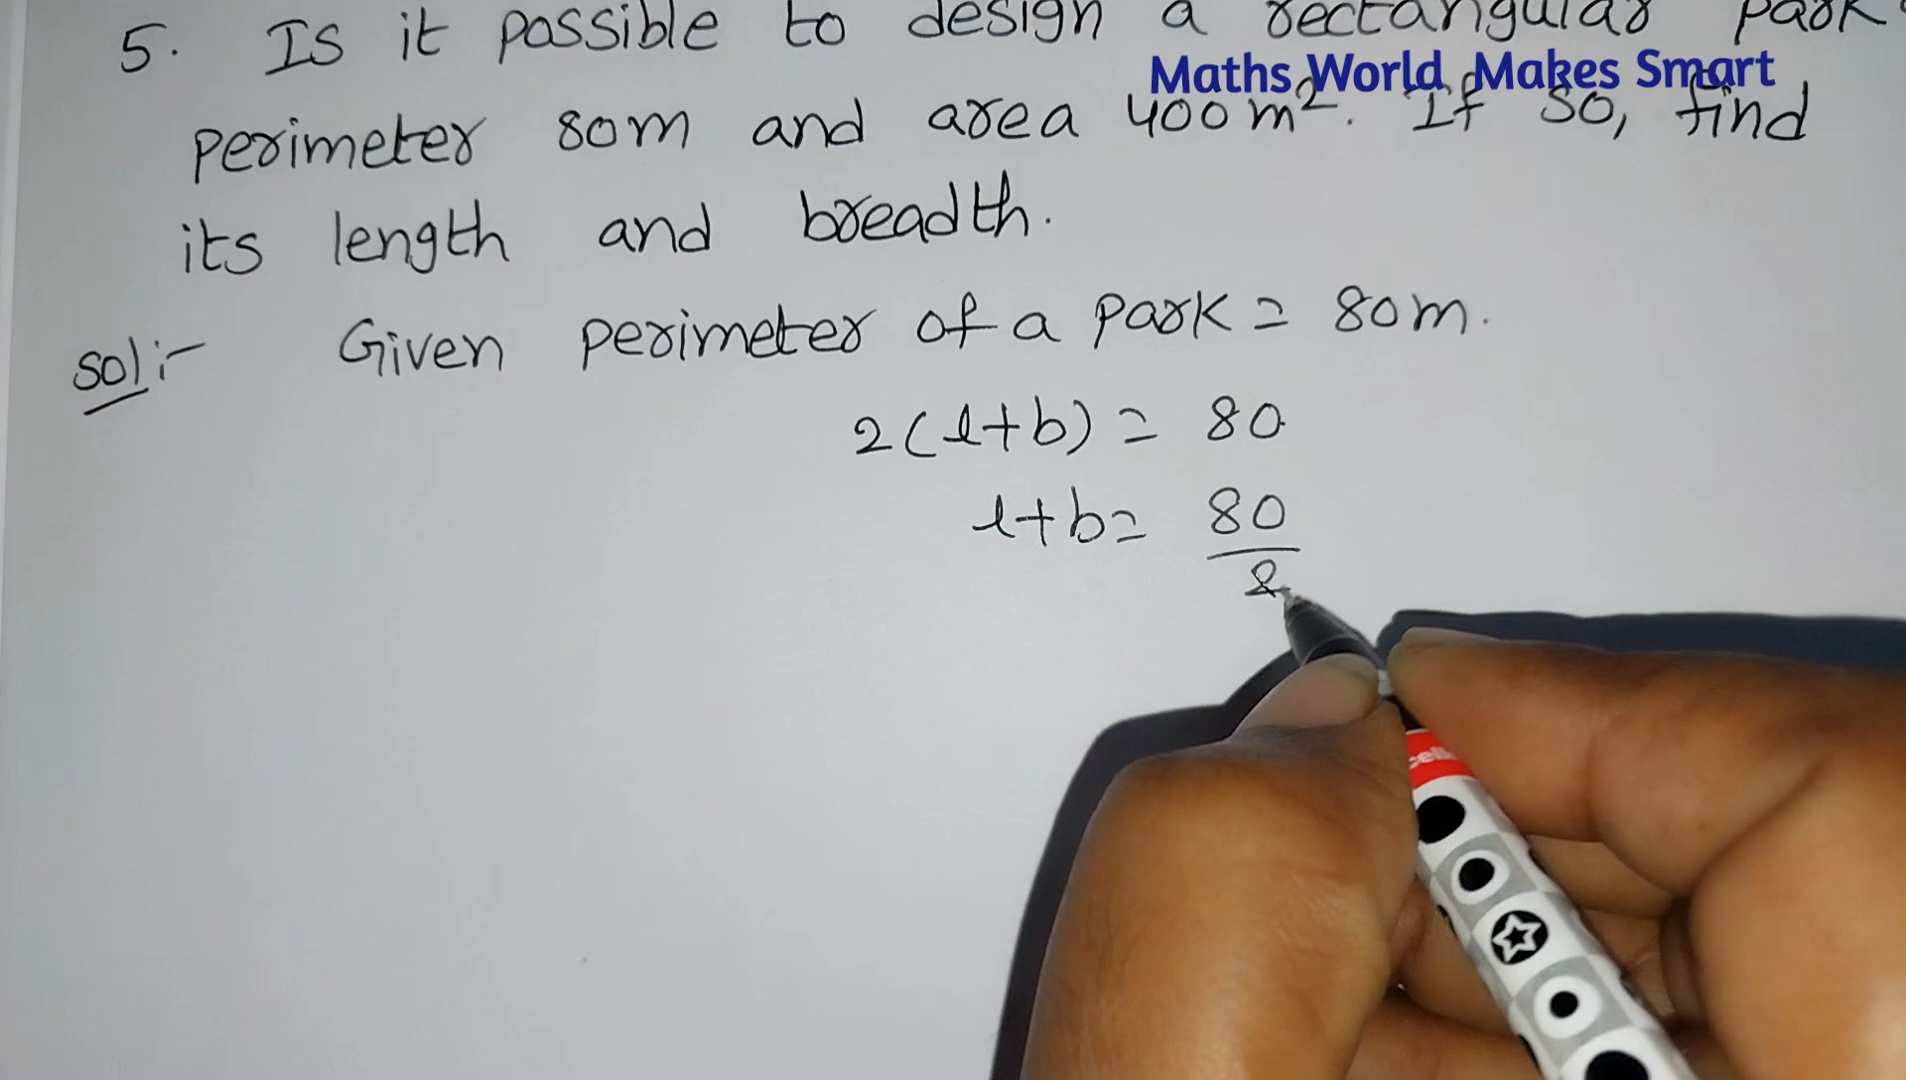 5. Is it possible to design a rectangular park
Maths World Makes Smart
perimeter 80m and area 400m². If so, find
its length and breadth.
sol:- Given perimeter of a park = 80m.
2(l+b) = 80
l+b = 80
2
cello